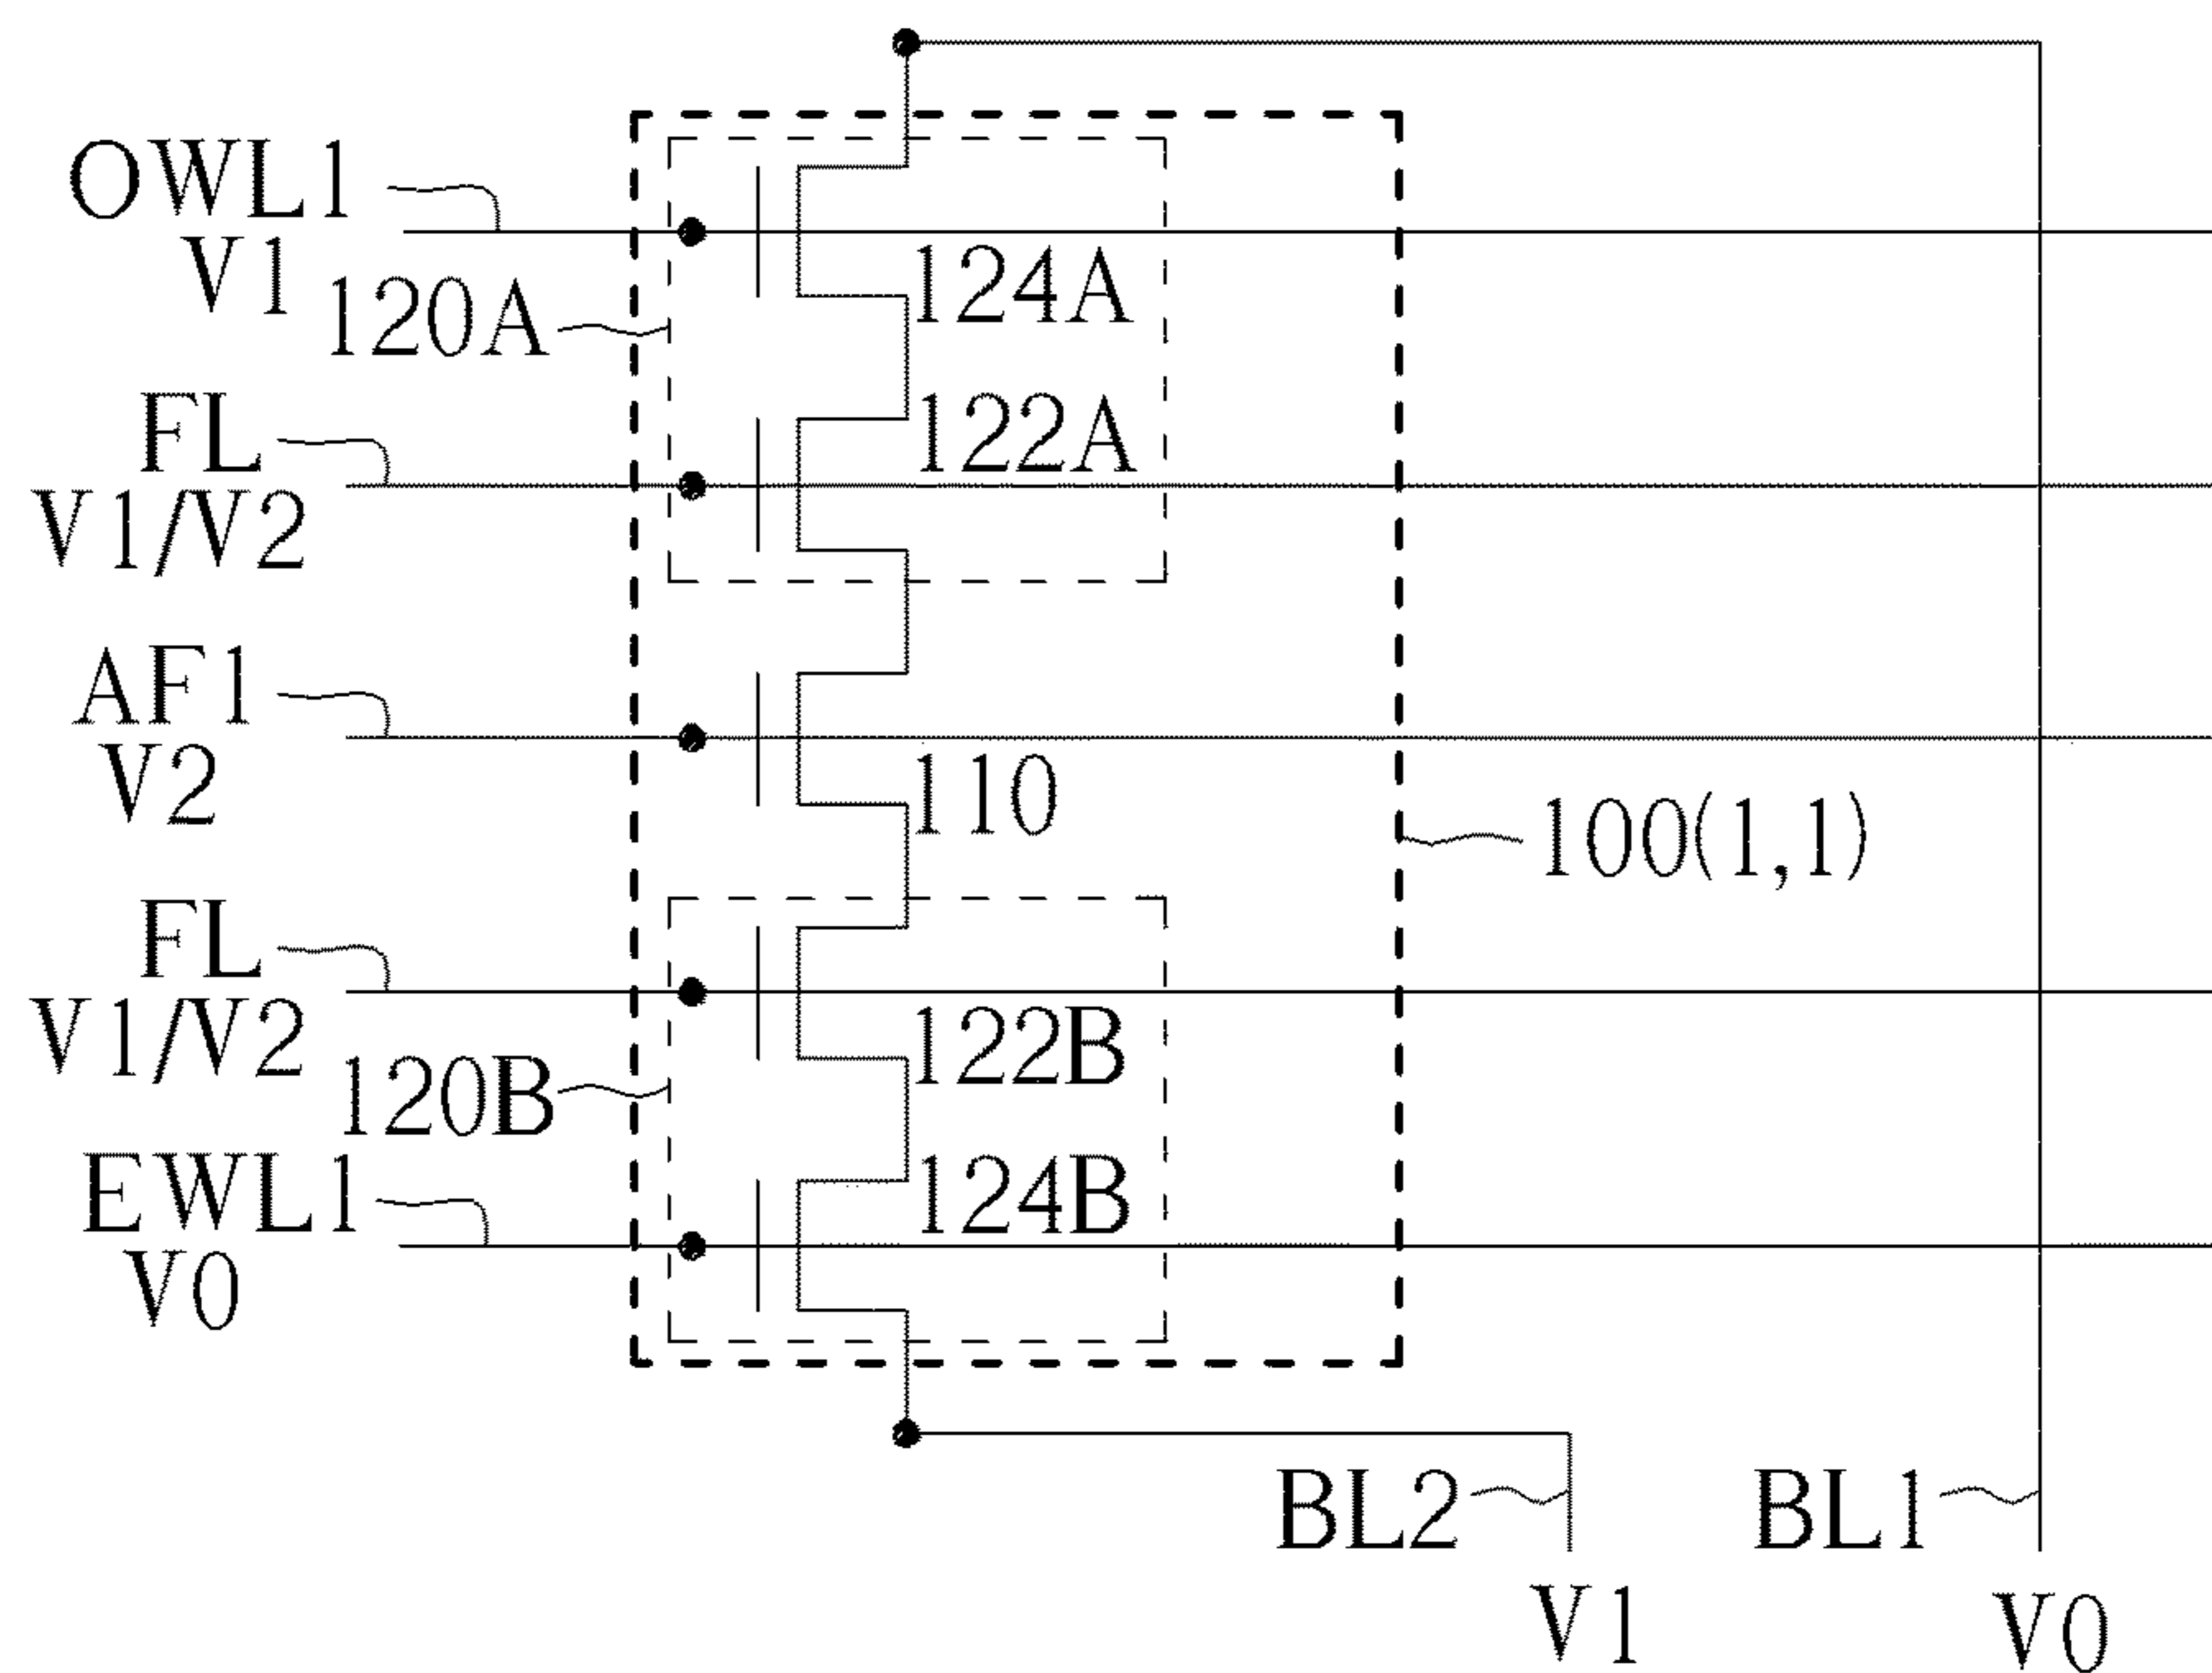 OWL1
V1
120A
124A
FL
V1/V2
122A
AF1
V2
110
100(1,1)
FL
V1/V2
122B
120B
EWL1
V0
124B
BL2
V1
BL1
V0